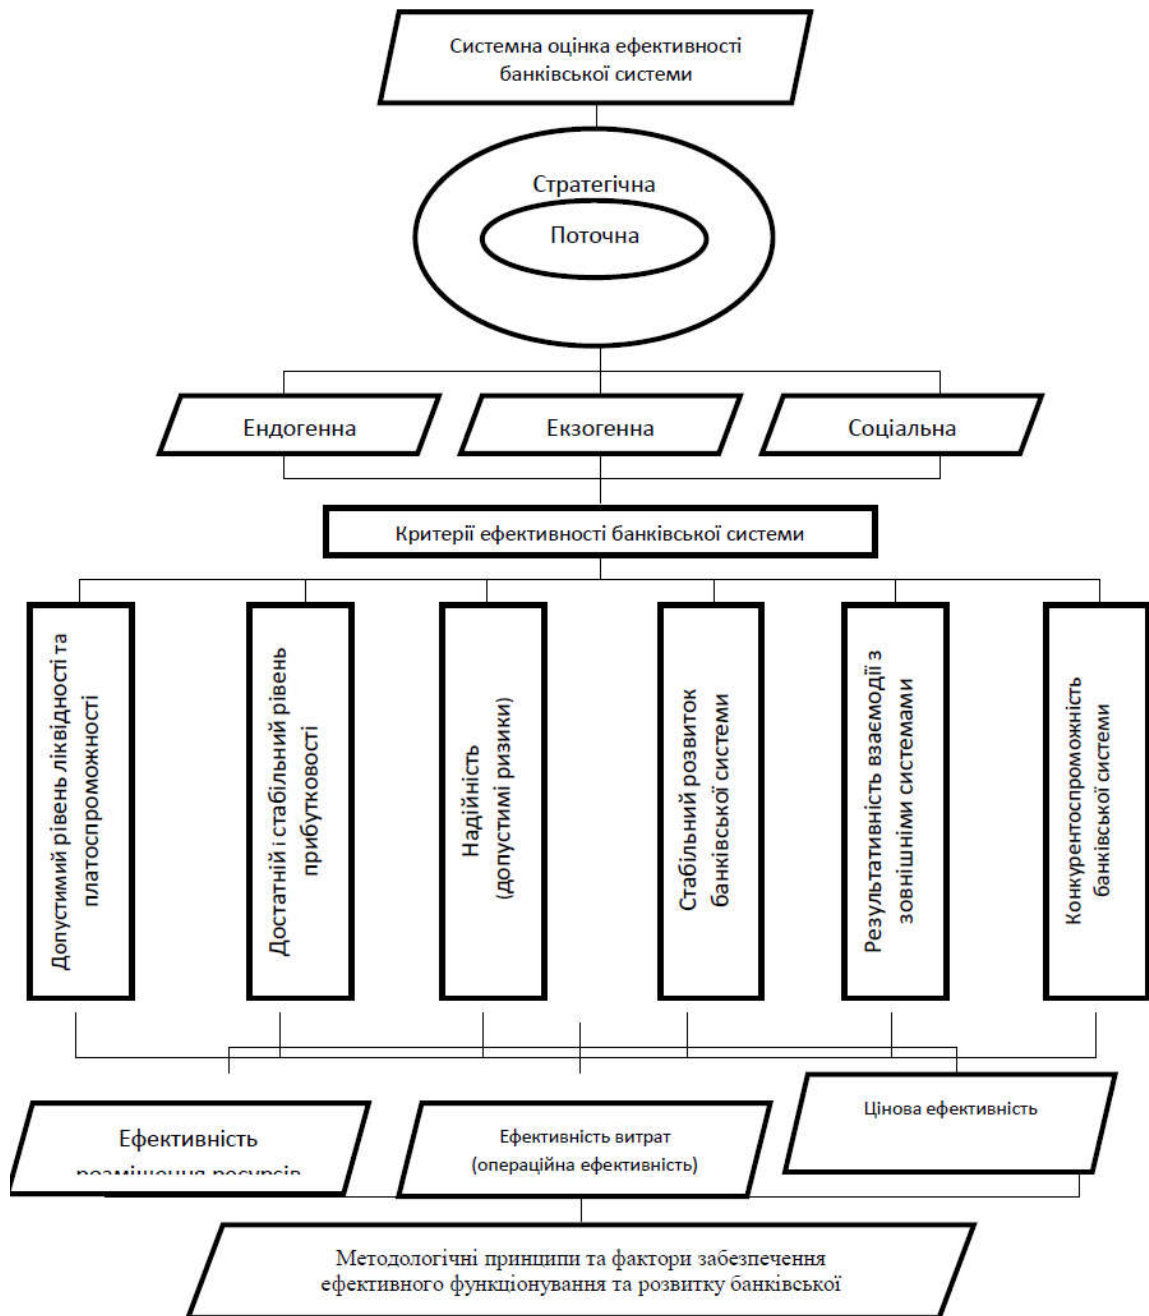 Системна оцінка ефективності
банківської системи
Стратегічна
Поточна
Ендогенна
Екзогенна
Соціальна
Критерії ефективності банківської системи
Допустимий рівень ліквідності та
платоспроможності
Достатній і стабільний рівень
прибутковості
Надійність
(допустимі ризики)
Стабільний розвиток
банківської системи
Результативність взаємодії з
зовнішніми системами
Конкурентоспроможність
банківської системи
Ефективність
розміщення ресурсів
Ефективність витрат
(операційна ефективність)
Цінова ефективність
Методологічні принципи та фактори забезпечення
ефективного функціонування та розвитку банківської